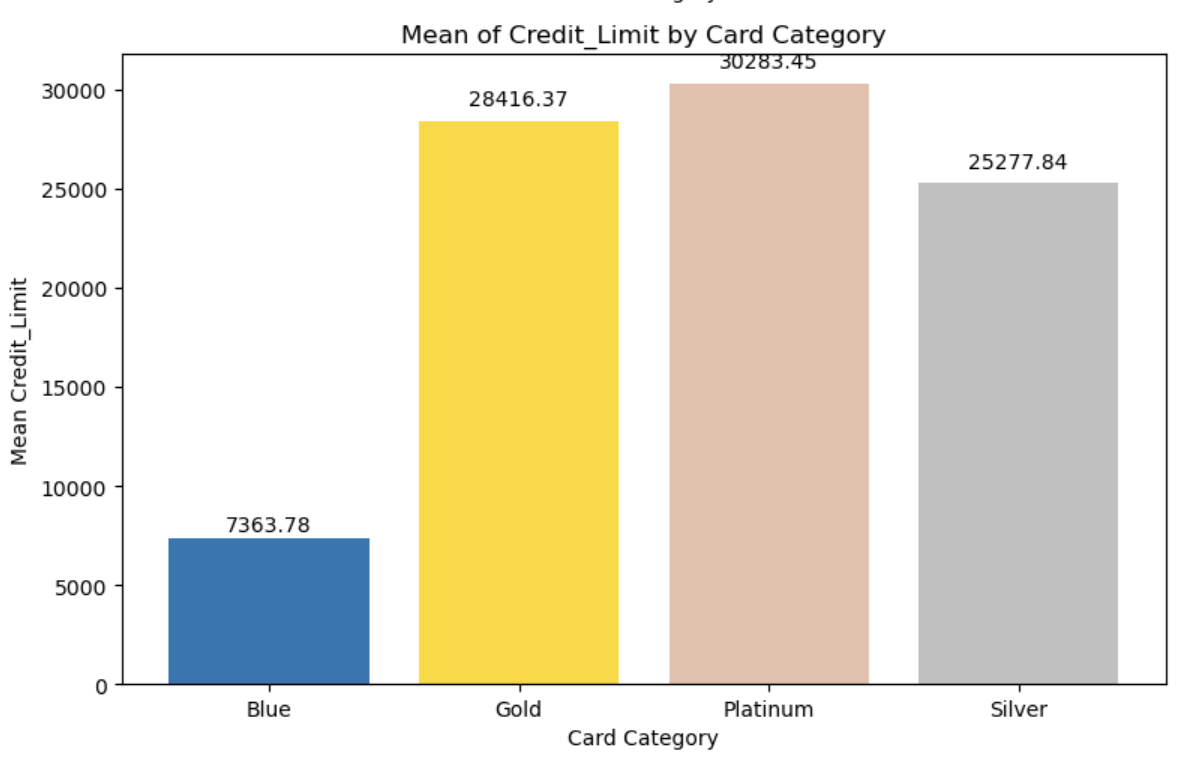 Mean of Credit_Limit by Card Category
30283.45
30000
28416.37
25277.84
25000
20000
Mean Credit_Limit
15000
10000
7363.78
5000
0
Blue Gold Platinum Silver
Card Category